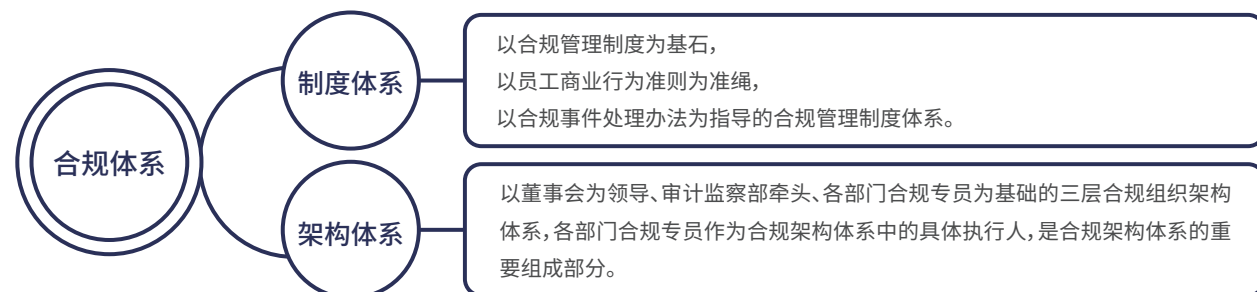 合规体系
制度体系
以合规管理制度为基石，
以员工商业行为准则为准绳，
以合规事件处理办法为指导的合规管理制度体系。
架构体系
以董事会为领导、审计监察部牵头、各部门合规专员为基础的三层合规组织架构
体系，各部门合规专员作为合规架构体系中的具体执行人，是合规架构体系的重
要组成部分。